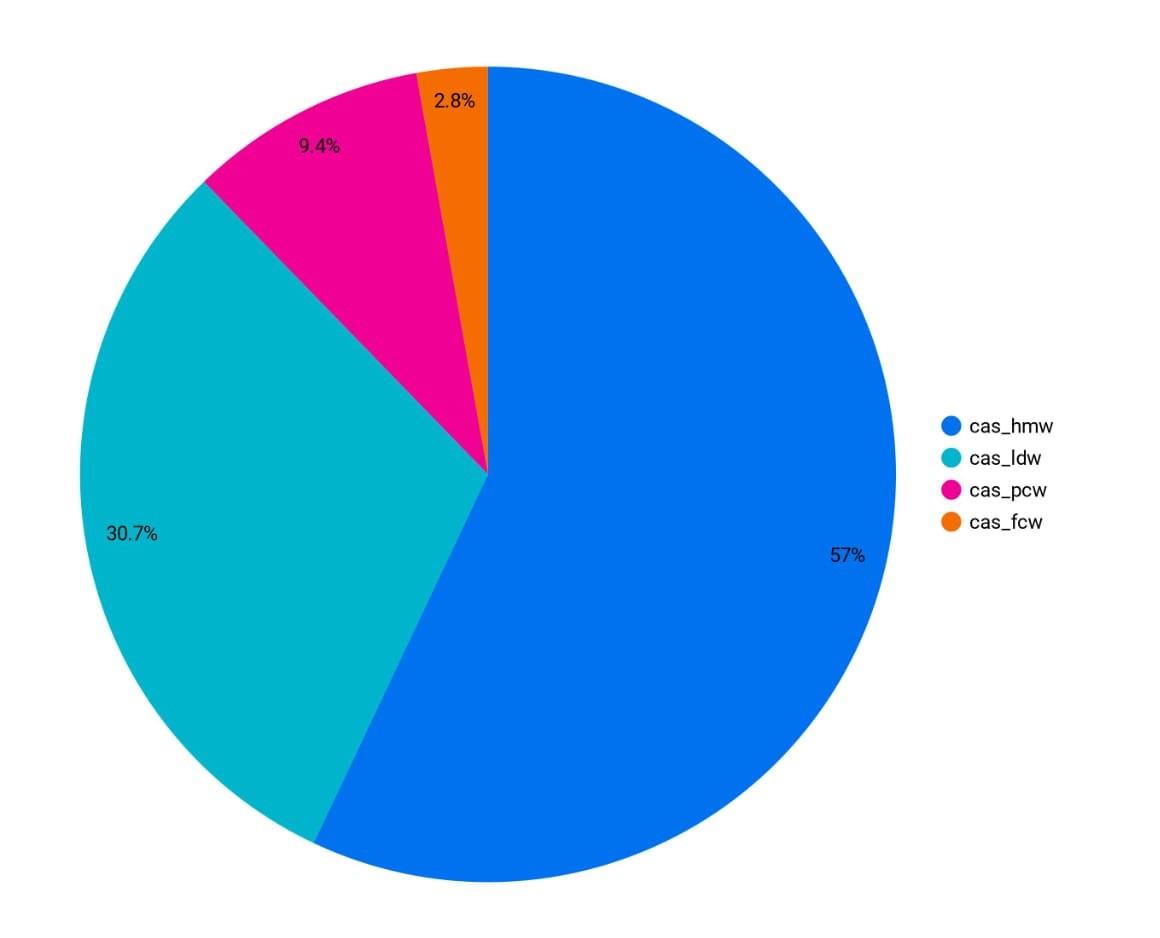 2.8%
9.4%
cas_hmw
cas_ldw
cas_pcw
cas_fcw
30.7%
57%